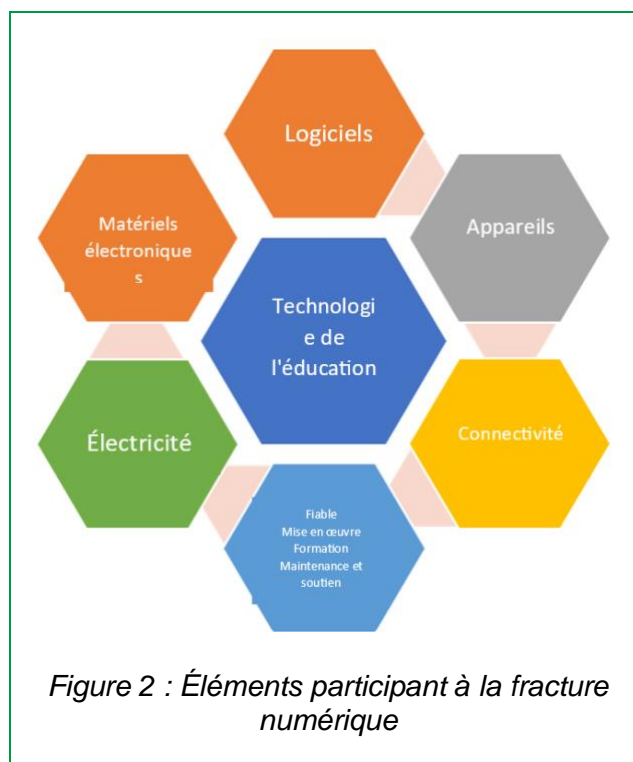 Logiciels
Matériels
électronique
s
Appareils
Technologi
e de
l'éducation
Électricité
Connectivité
Fiable
Mise en œuvre
Formation
Maintenance et
soutien
Figure 2 : Éléments participant à la fracture
numérique